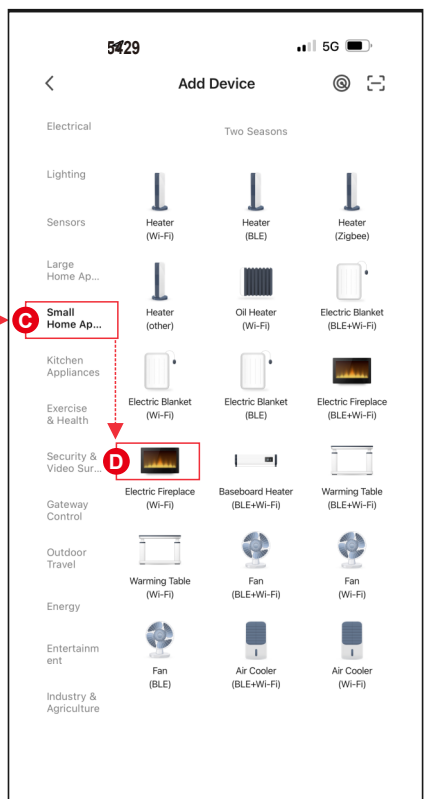 5G
Add Device
Electrical
Lighting
Sensors
Large
Home Ap...
C
Small
Home Ap...
Kitchen
Appliances
Exercise
& Health
Security &
Video Sur...
Gateway
Control
Outdoor
Travel
Energy
Entertainm
ent
Industry &
Agriculture
Two Seasons
Heater
(Wi-Fi)
Heater
(BLE)
Heater
(Zigbee)
Heater
(other)
Oil Heater
(Wi-Fi)
Electric Blanket
(BLE+Wi-Fi)
Electric Blanket
(Wi-Fi)
Electric Blanket
(BLE)
Electric Fireplace
(BLE+Wi-Fi)
D
Electric Fireplace
(Wi-Fi)
Baseboard Heater
(BLE+Wi-Fi)
Warming Table
(BLE+Wi-Fi)
Warming Table
(Wi-Fi)
Fan
(BLE+Wi-Fi)
Fan
(Wi-Fi)
Fan
(BLE)
Air Cooler
(BLE+Wi-Fi)
Air Cooler
(Wi-Fi)